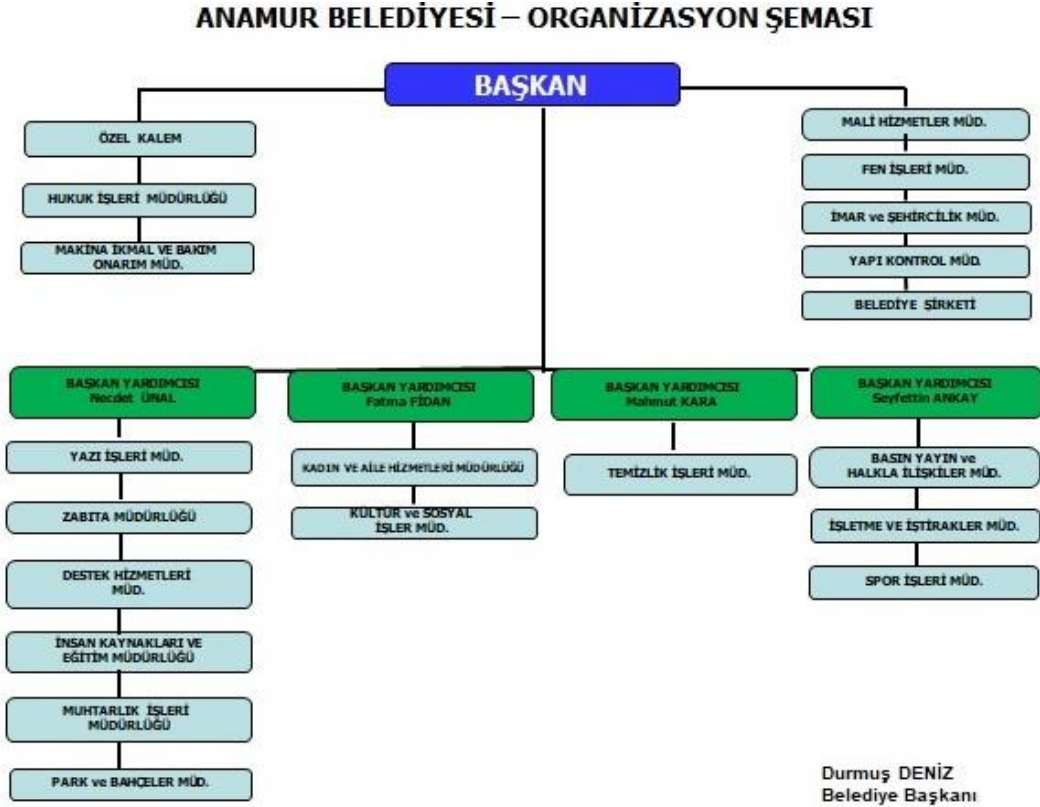 ANAMUR BELEDİYESİ – ORGANİZASYON ŞEMASI
BAŞKAN
ÖZEL KALEM
HUKUK İŞLERİ MÜDÜRLÜĞÜ
MAKİNA İKMAL VE BAKIM
ONARIM MÜD.
MALİ HİZMETLER MÜD.
FEN İŞLERİ MÜD.
İMAR ve ŞEHİRCİLİK MÜD.
YAPI KONTROL MÜD.
BELEDİYE ŞİRKETİ
BAŞKAN YARDIMCISI
Necdet ÜNAL
YAZI İŞLERİ MÜD.
ZABITA MÜDÜRLÜĞÜ
DESTEK HİZMETLERİ
MÜD.
İNSAN KAYNAKLARI VE
EĞİTİM MÜDÜRLÜĞÜ
MUHTARLIK İŞLERİ
MÜDÜRLÜĞÜ
PARK ve BAHÇELER MÜD.
BAŞKAN YARDIMCISI
Fatma FİDAN
KADIN VE AİLE HİZMETLERİ MÜDÜRLÜĞÜ
KÜLTÜR ve SOSYAL
İŞLER MÜD.
BAŞKAN YARDIMCISI
Mahmut KARA
TEMİZLİK İŞLERİ MÜD.
BAŞKAN YARDIMCISI
Seyfettin ANKAY
BASIN YAYIN ve
HALKLA İLİŞKİLER MÜD.
İŞLETME VE İŞTİRAKLER MÜD.
SPOR İŞLERİ MÜD.
Durmuş DENİZ
Belediye Başkanı